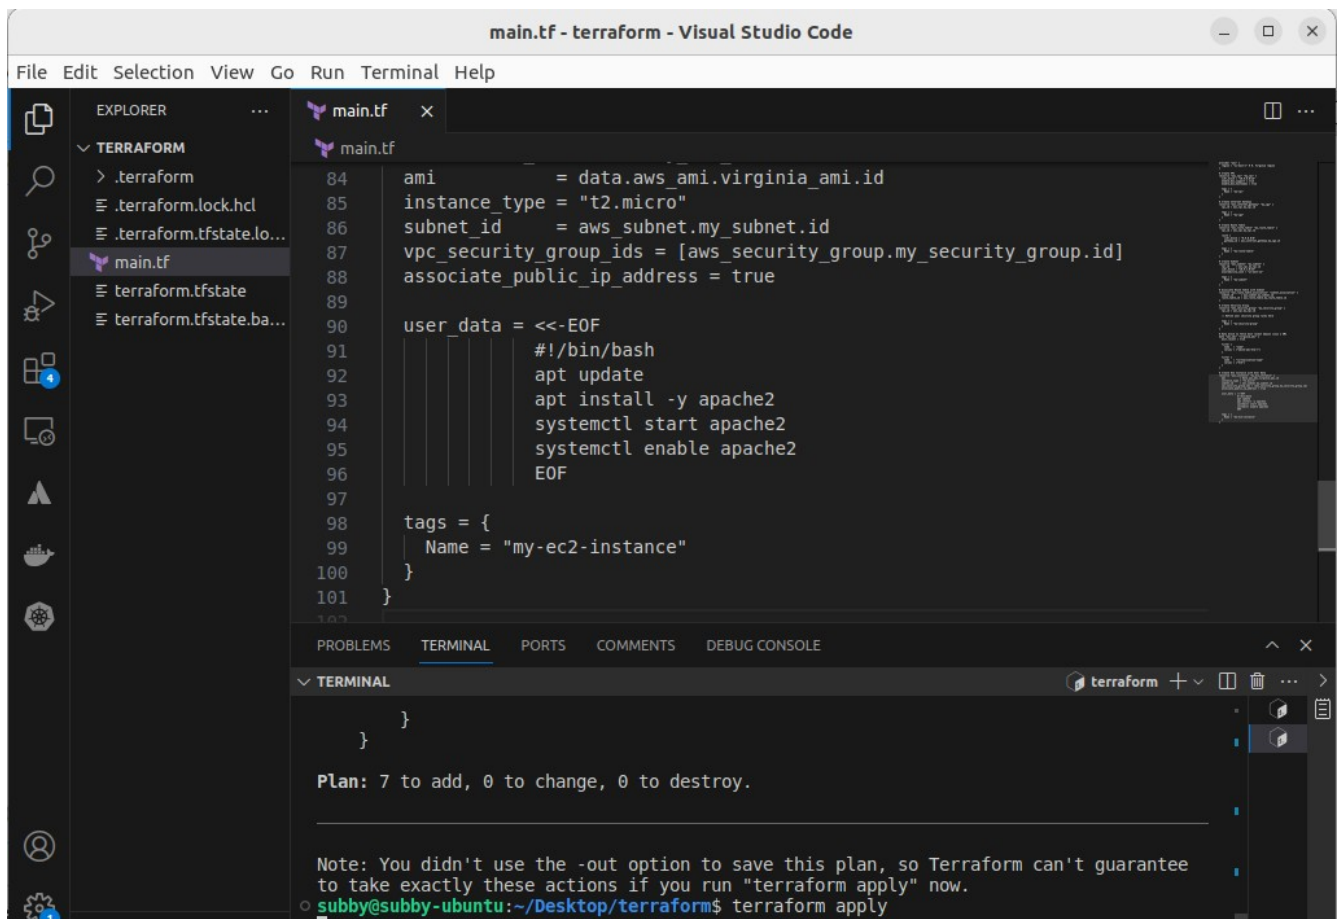 main.tf - terraform - Visual Studio Code
File Edit Selection View Go Run Terminal Help
EXPLORER
main.tf
TERRAFORM
main.tf
.terraform
.terraform.lock.hcl
.terraform.tfstate.lo...
main.tf
terraform.tfstate
terraform.tfstate.ba...
4
1
84 ami = data.aws_ami.virginia_ami.id
85 instance_type = "t2.micro"
86 subnet_id = aws_subnet.my_subnet.id
87 vpc_security_group_ids = [aws_security_group.my_security_group.id]
88 associate_public_ip_address = true
89
90 user_data = <<-EOF
91 #!/bin/bash
92 apt update
93 apt install -y apache2
94 systemctl start apache2
95 systemctl enable apache2
96 EOF
97
98 tags = {
99 Name = "my-ec2-instance"
100 }
101 }
102
PROBLEMS TERMINAL PORTS COMMENTS DEBUG CONSOLE
TERMINAL
terraform
}
}
Plan: 7 to add, 0 to change, 0 to destroy.
Note: You didn't use the -out option to save this plan, so Terraform can't guarantee
to take exactly these actions if you run "terraform apply" now.
subby@subby-ubuntu:~/Desktop/terraform$ terraform apply